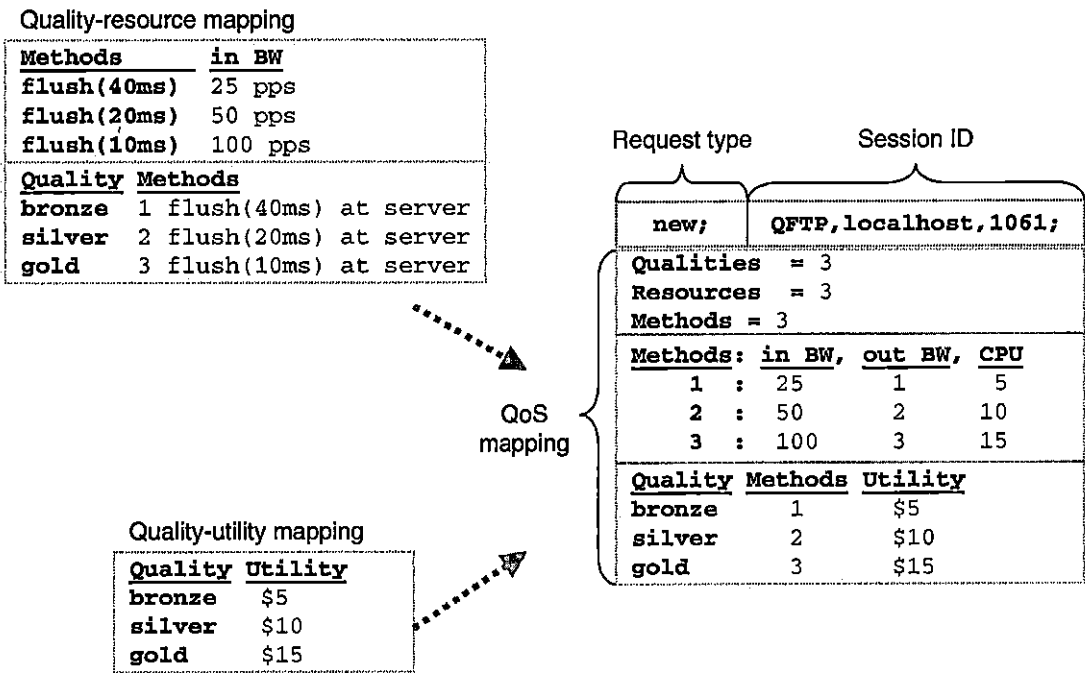 Quality-resource mapping
Methods in BW
flush(40ms) 25 pps
flush(20ms) 50 pps
flush(10ms) 100 pps
Quality Methods
bronze 1 flush(40ms) at server
silver 2 flush(20ms) at server
gold 3 flush(10ms) at server
Quality-utility mapping
Quality Utility
bronze $5
silver $10
gold $15
QoS
mapping
Request type Session ID
new; QFTP,localhost,1061;
Qualities = 3
Resources = 3
Methods = 3
Methods: in BW, out BW, CPU
1 : 25 1 5
2 : 50 2 10
3 : 100 3 15
Quality Methods Utility
bronze 1 $5
silver 2 $10
gold 3 $15